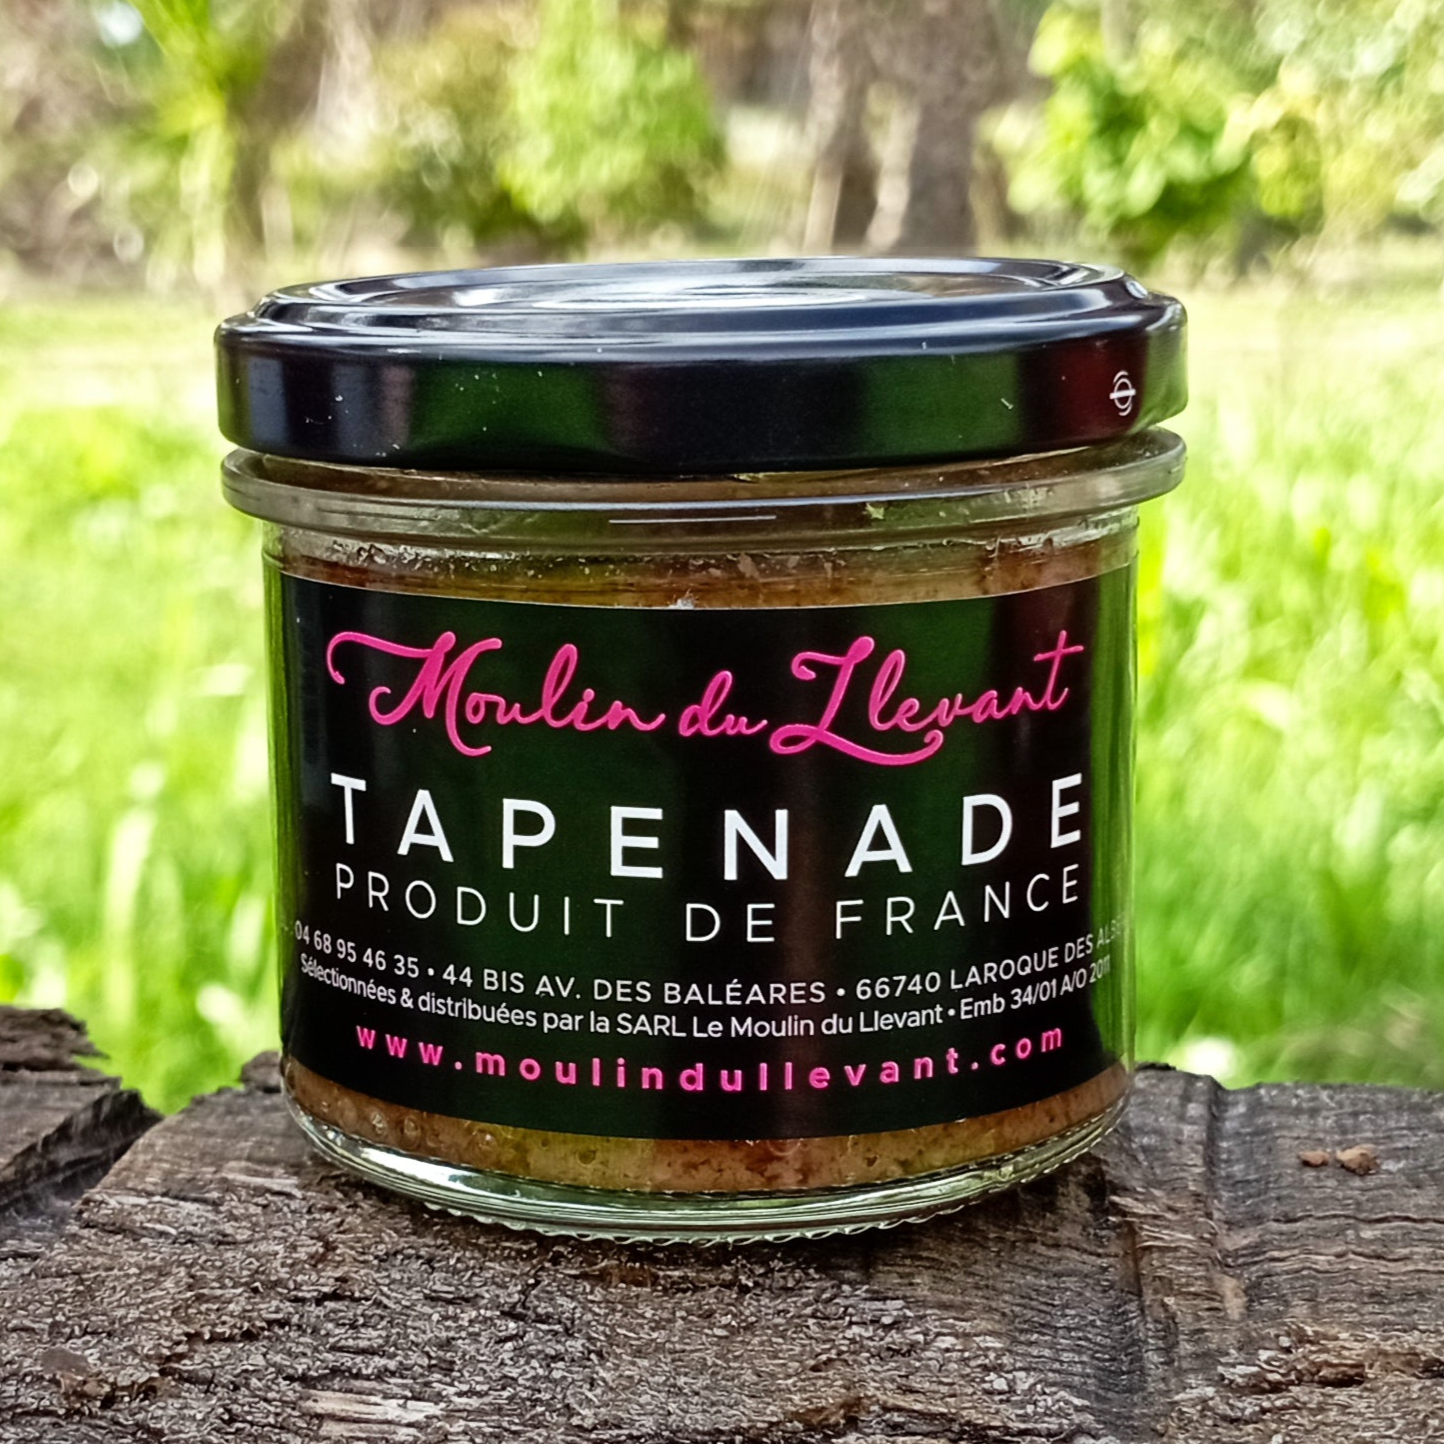 Moulin du Llevant
TAPENADE
PRODUIT DE FRANCE
04 68 95 46 35 • 44 BIS AV. DES BALÉARES • 66740 LAROQUE DES
Sélectionnées & distribuées par la SARL Le Moulin du Llevant • Emb 34/01 A/O 2011
www.moulindullevant.com